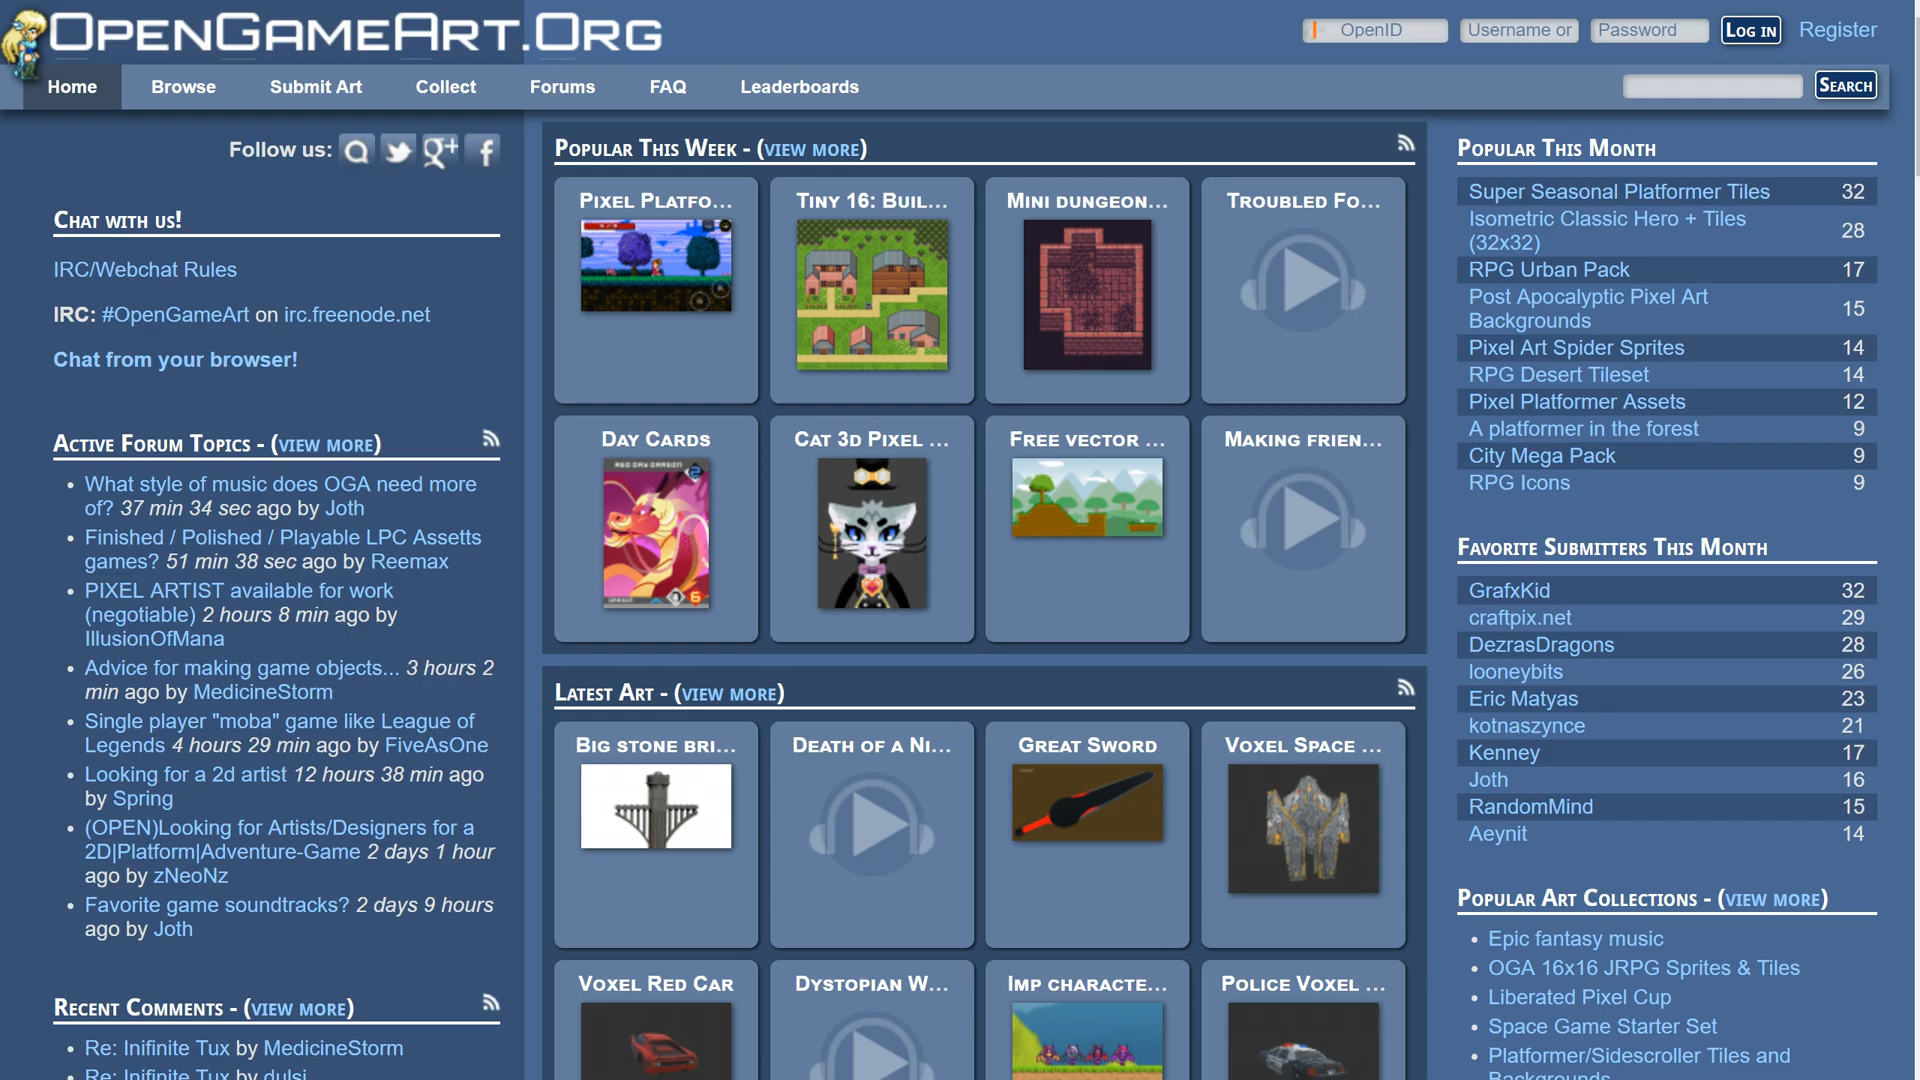 OpenGameArt.Org
OpenID
Username or
Password
Log in
Register
Home
Browse
Submit Art
Collect
Forums
FAQ
Leaderboards
Search
Follow us:
Chat with us!
IRC/Webchat Rules
IRC: #OpenGameArt on irc.freenode.net
Chat from your browser!
Active Forum Topics - (view more)
What style of music does OGA need more
of? 37 min 34 sec ago by Joth
Finished / Polished / Playable LPC Assetts
games? 51 min 38 sec ago by Reemax
PIXEL ARTIST available for work
(negotiable) 2 hours 8 min ago by
IllusionOfMana
Advice for making game objects... 3 hours 2
min ago by MedicineStorm
Single player "moba" game like League of
Legends 4 hours 29 min ago by FiveAsOne
Looking for a 2d artist 12 hours 38 min ago
by Spring
(OPEN)Looking for Artists/Designers for a
2D|Platform|Adventure-Game 2 days 1 hour
ago by zNeoNz
Favorite game soundtracks? 2 days 9 hours
ago by Joth
Recent Comments - (view more)
Re: Inifinite Tux by MedicineStorm
Re: Inifinite Tux by dulsi
Popular This Week - (view more)
Pixel Platfo...
Tiny 16: Buil...
Mini dungeon...
Troubled Fo...
Day Cards
Cat 3d Pixel ...
Free vector ...
Making frien...
RED DAY DRAGON
2
DRAGON
6
Latest Art - (view more)
Big stone bri...
Death of a Ni...
Great Sword
Voxel Space ...
Voxel Red Car
Dystopian W...
Imp characte...
Police Voxel ...
Popular This Month
Super Seasonal Platformer Tiles 32
Isometric Classic Hero + Tiles
(32x32) 28
RPG Urban Pack 17
Post Apocalyptic Pixel Art
Backgrounds 15
Pixel Art Spider Sprites 14
RPG Desert Tileset 14
Pixel Platformer Assets 12
A platformer in the forest 9
City Mega Pack 9
RPG Icons 9
Favorite Submitters This Month
GrafxKid 32
craftpix.net 29
DezrasDragons 28
looneybits 26
Eric Matyas 23
kotnaszynce 21
Kenney 17
Joth 16
RandomMind 15
Aeynit 14
Popular Art Collections - (view more)
Epic fantasy music
OGA 16x16 JRPG Sprites & Tiles
Liberated Pixel Cup
Space Game Starter Set
Platformer/Sidescroller Tiles and
Backgrounds